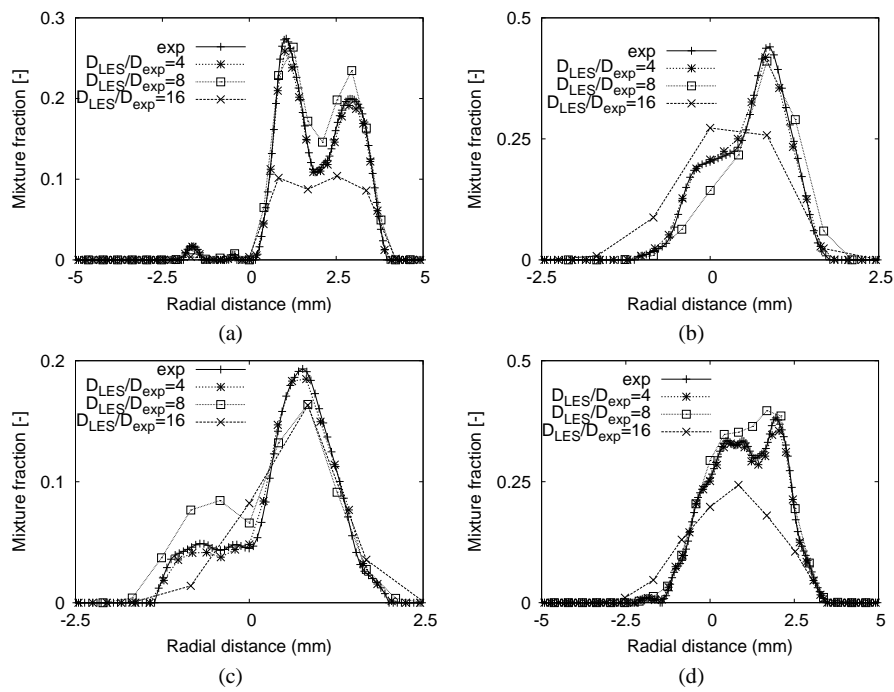 Mixture fraction [-]
0.3
0.2
0.1
0
exp
D_LES/D_exp=4
D_LES/D_exp=8
D_LES/D_exp=16
-5 -2.5 0 2.5 5
Radial distance (mm)
(a)
Mixture fraction [-]
0.5
0.25
0
exp
D_LES/D_exp=4
D_LES/D_exp=8
D_LES/D_exp=16
-2.5 0 2.5
Radial distance (mm)
(b)
Mixture fraction [-]
0.2
0.1
0
exp
D_LES/D_exp=4
D_LES/D_exp=8
D_LES/D_exp=16
-2.5 0 2.5
Radial distance (mm)
(c)
Mixture fraction [-]
0.5
0.25
0
exp
D_LES/D_exp=4
D_LES/D_exp=8
D_LES/D_exp=16
-5 -2.5 0 2.5 5
Radial distance (mm)
(d)